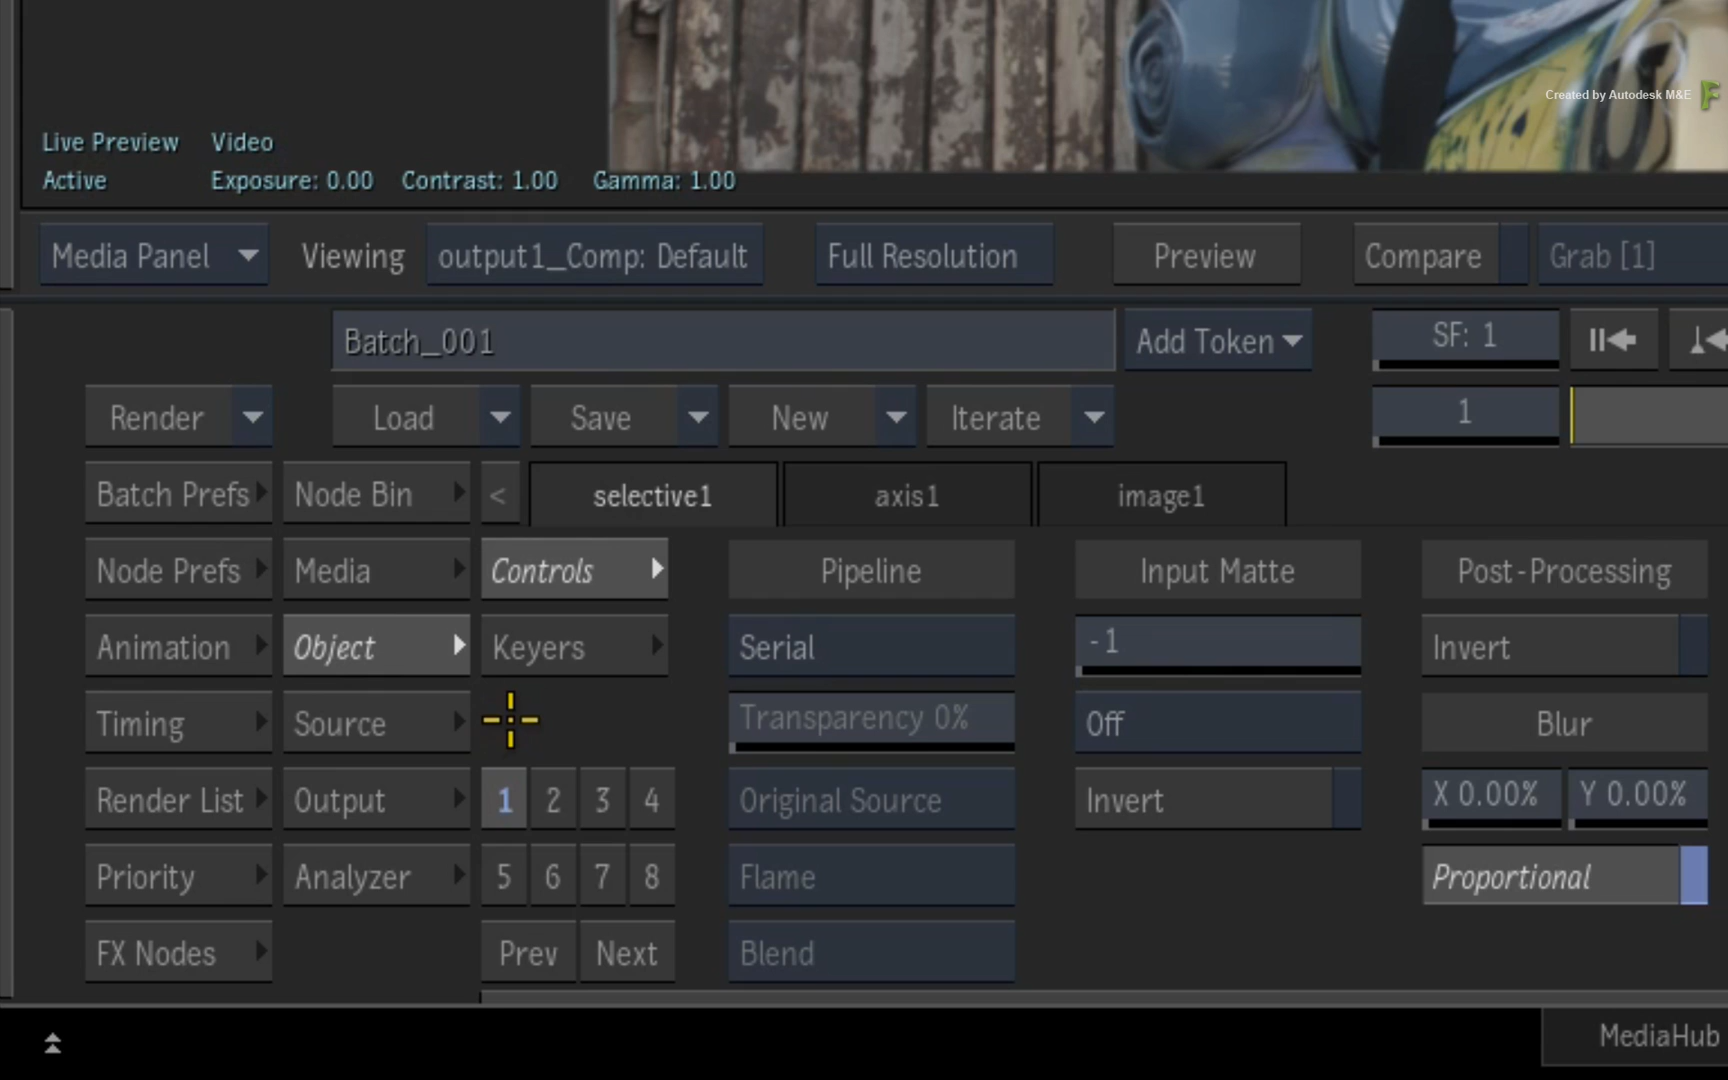 Created by Autodesk M&E
Live Preview Video
Active Exposure: 0.00 Contrast: 1.00 Gamma: 1.00
Media Panel Viewing output1_Comp: Default Full Resolution Preview Compare Grab [1]
Batch_001 Add Token SF: 1
Render Load Save New Iterate 1
Batch Prefs Node Bin < selective1 axis1 image1
Node Prefs Media Controls Pipeline Input Matte Post-Processing
Animation Object Keyers Serial -1 Invert
Timing Source Transparency 0% Off Blur
Render List Output 1 2 3 4 Original Source Invert X 0.00% Y 0.00%
Priority Analyzer 5 6 7 8 Flame Proportional
FX Nodes Prev Next Blend
MediaHub